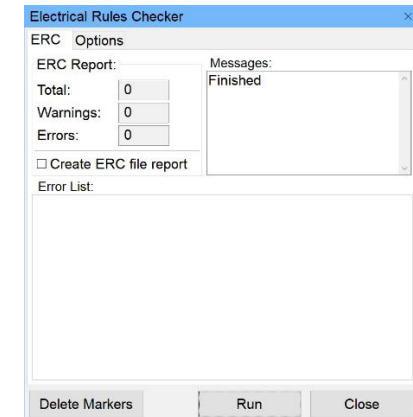 Electrical Rules Checker
ERC Options
ERC Report:
Total: 0
Warnings: 0
Errors: 0
Create ERC file report
Messages:
Finished
Error List:
Delete Markers Run Close